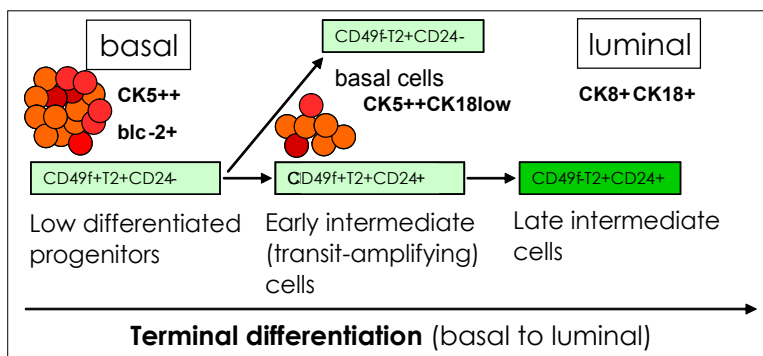 basal
CK5++
blc-2+
CD49f-T2+CD24-
basal cells
CK5++CK18low
luminal
CK8+CK18+
CD49f+T2+CD24-
CD49f+T2+CD24+
CD49f-T2+CD24+
Low differentiated
progenitors
Early intermediate
(transit-amplifying)
cells
Late intermediate
cells
Terminal differentiation (basal to luminal)